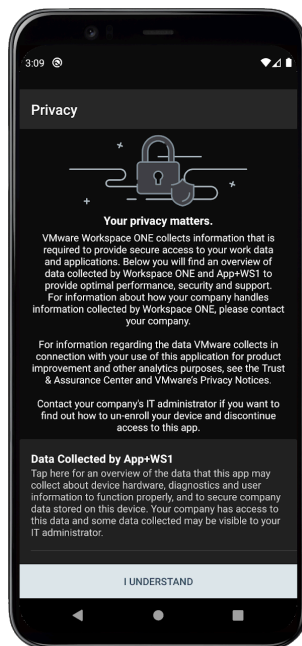 3:09
Privacy
Your privacy matters.
VMware Workspace ONE collects information that is
required to provide secure access to your work data
and applications. Below you will find an overview of
data collected by Workspace ONE and App+WS1 to
provide optimal performance, security and support.
For information about how your company handles
information collected by Workspace ONE, please contact
your company.
For information regarding the data VMware collects in
connection with your use of this application for product
improvement and other analytics purposes, see the Trust
& Assurance Center and VMware's Privacy Notices.
Contact your company's IT administrator if you want to
find out how to un-enroll your device and discontinue
access to this app.
Data Collected by App+WS1
Tap here for an overview of the data that this app may
collect about device hardware, diagnostics and user
information to function properly, and to secure company
data stored on this device. Your company has access to
this data and some data collected may be visible to your
IT administrator.
I UNDERSTAND